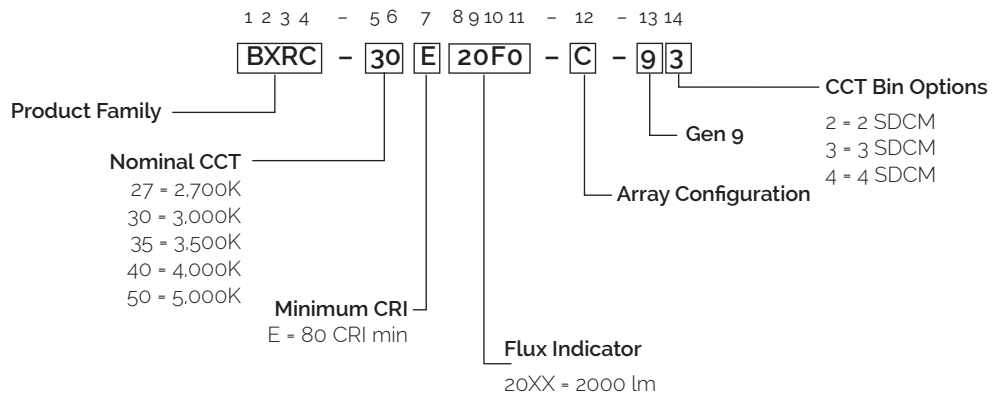 1 2 3 4 - 5 6 7 8 9 10 11 - 12 - - 13 14
BXRC - 30 E 20F0 - C - 9 3
Product Family
CCT Bin Options
2 = 2 SDCM
3 = 3 SDCM
4 = 4 SDCM
Gen 9
Nominal CCT
27 = 2,700K
30 = 3,000K
35 = 3,500K
40 = 4,000K
50 = 5,000K
Array Configuration
Minimum CRI
E = 80 CRI min
Flux Indicator
20XX = 2000 lm